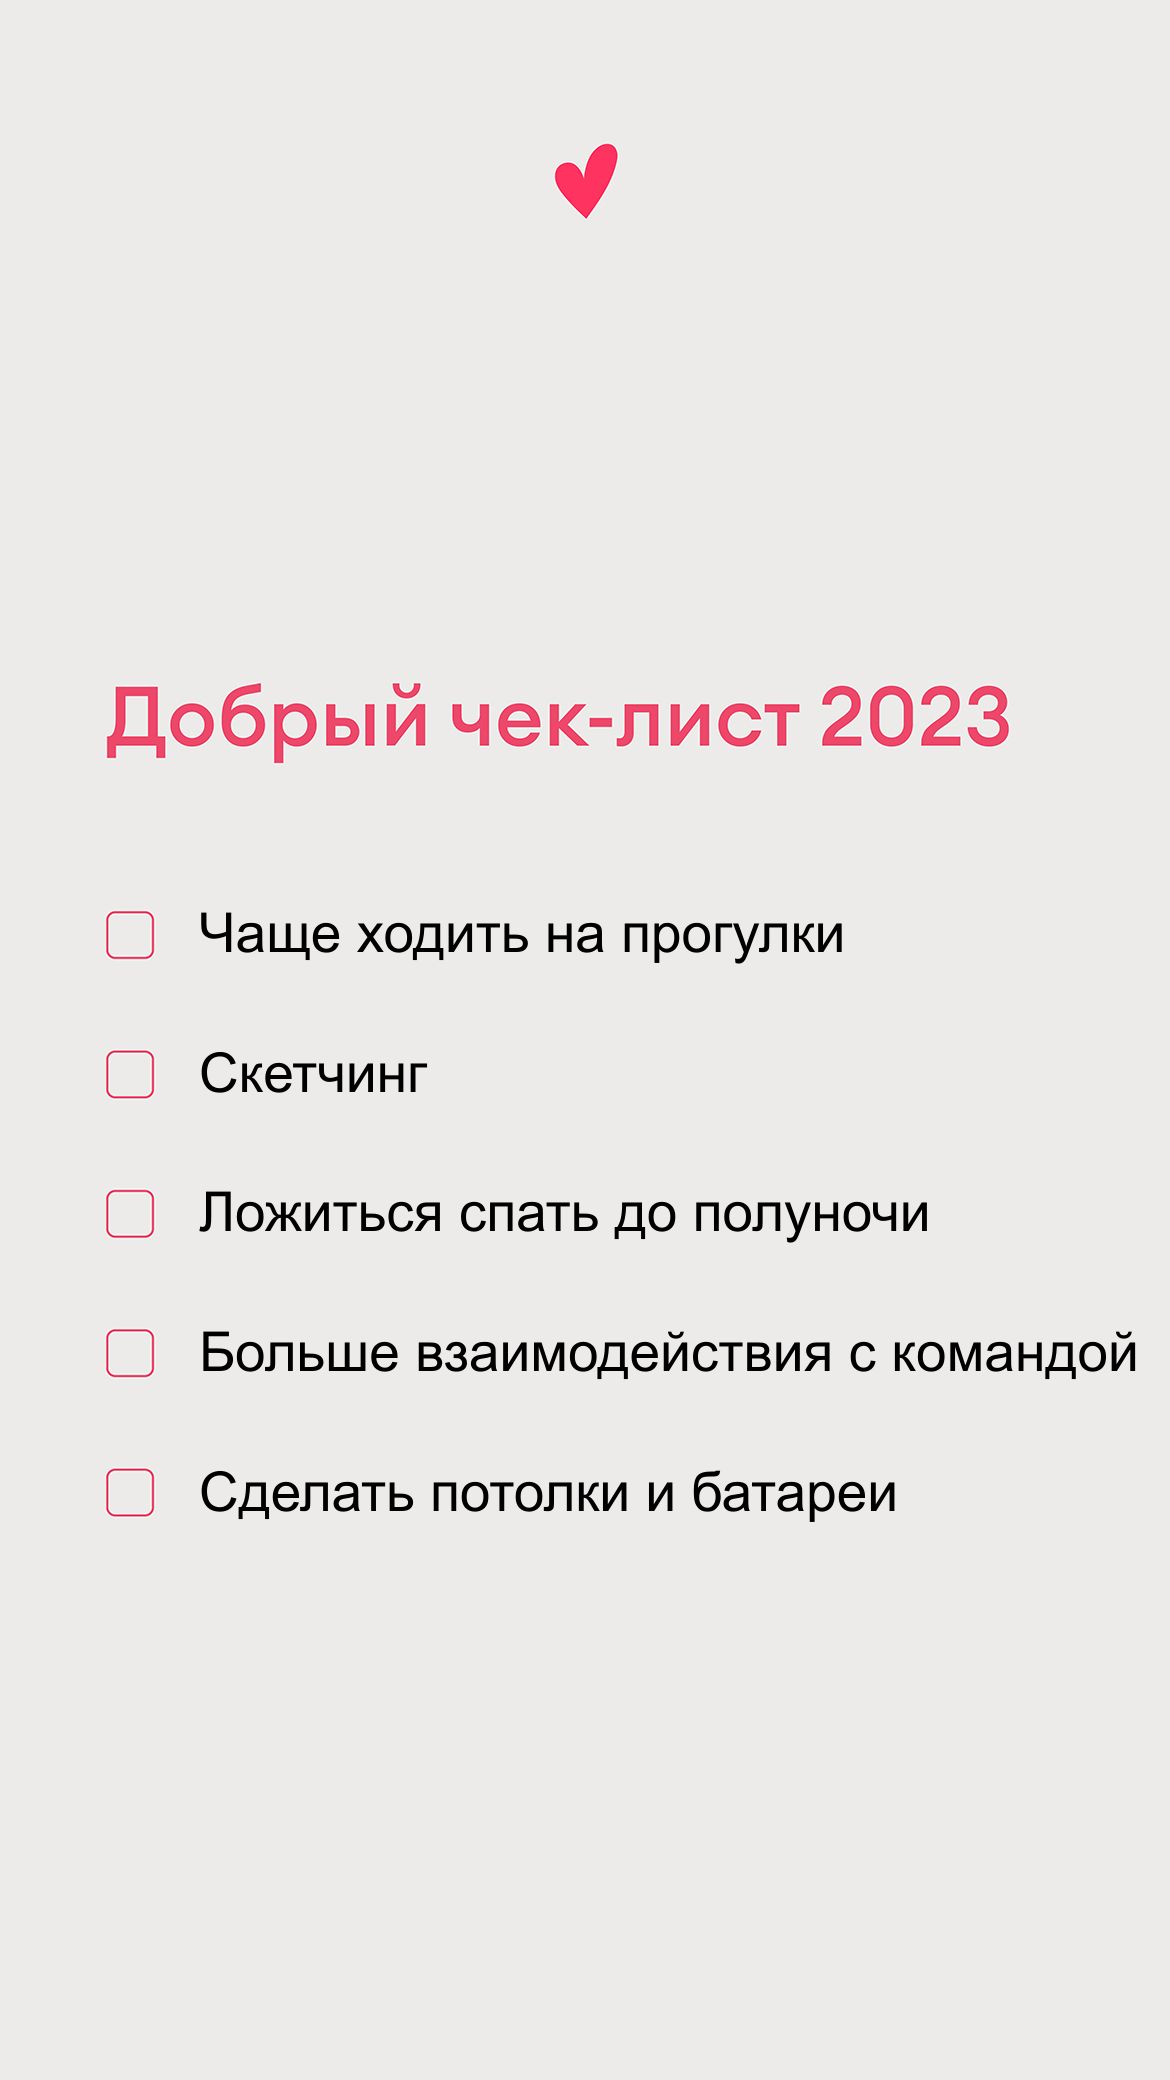 Добрый чек-лист 2023
Чаще ходить на прогулки
Скетчинг
Ложиться спать до полуночи
Больше взаимодействия с командой
Сделать потолки и батареи